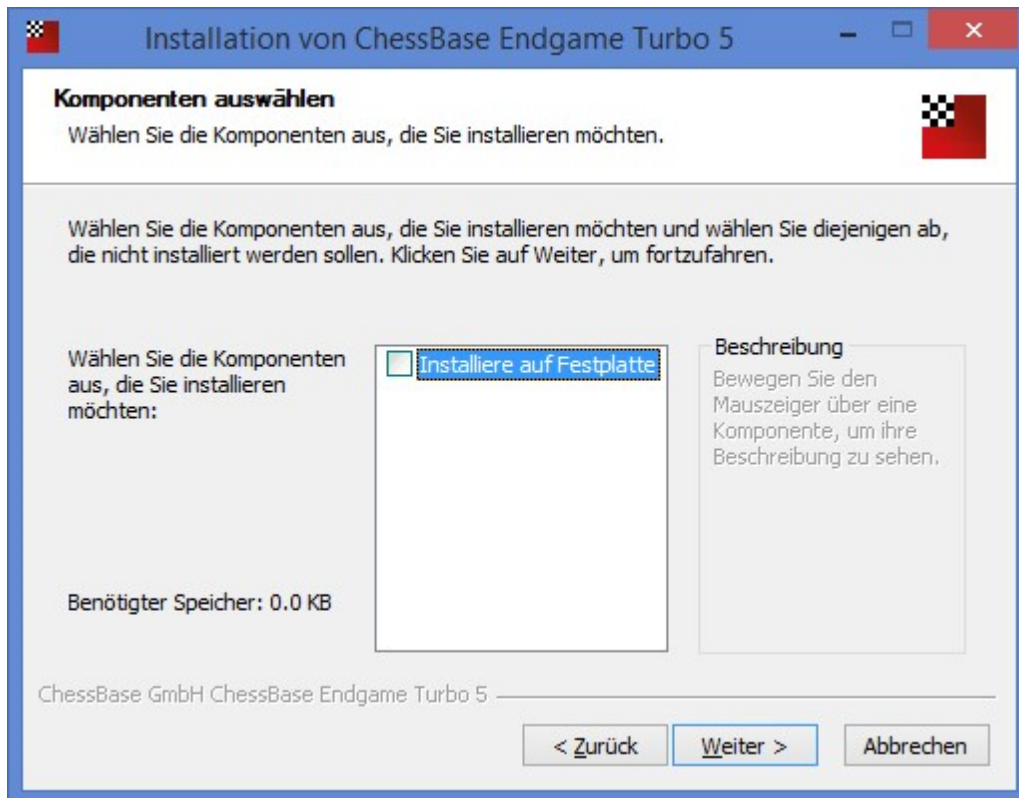 Installation von ChessBase Endgame Turbo 5
Komponenten auswählen
Wählen Sie die Komponenten aus, die Sie installieren möchten.
Wählen Sie die Komponenten aus, die Sie installieren möchten und wählen Sie diejenigen ab,
die nicht installiert werden sollen. Klicken Sie auf Weiter, um fortzufahren.
Wählen Sie die Komponenten
aus, die Sie installieren
möchten:
Installiere auf Festplatte
Beschreibung
Bewegen Sie den
Mauszeiger über eine
Komponente, um ihre
Beschreibung zu sehen.
Benötigter Speicher: 0.0 KB
ChessBase GmbH ChessBase Endgame Turbo 5
< Zurück
Weiter >
Abbrechen